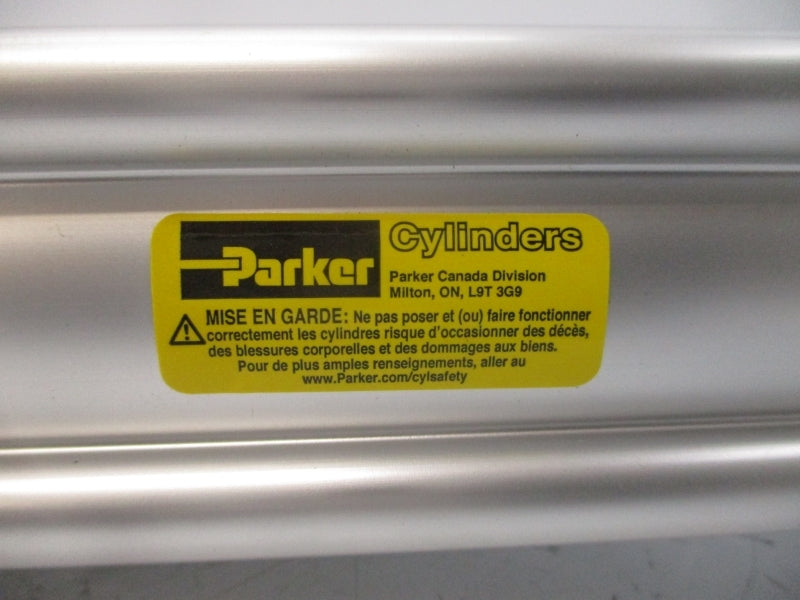 Parker
Cylinders
Parker Canada Division
Milton, ON, L9T 3G9
MISE EN GARDE: Ne pas poser et (ou) faire fonctionner
correctement les cylindres risque d'occasionner des décès,
des blessures corporelles et des dommages aux biens.
Pour de plus amples renseignements, aller au
www.Parker.com/cylsafety